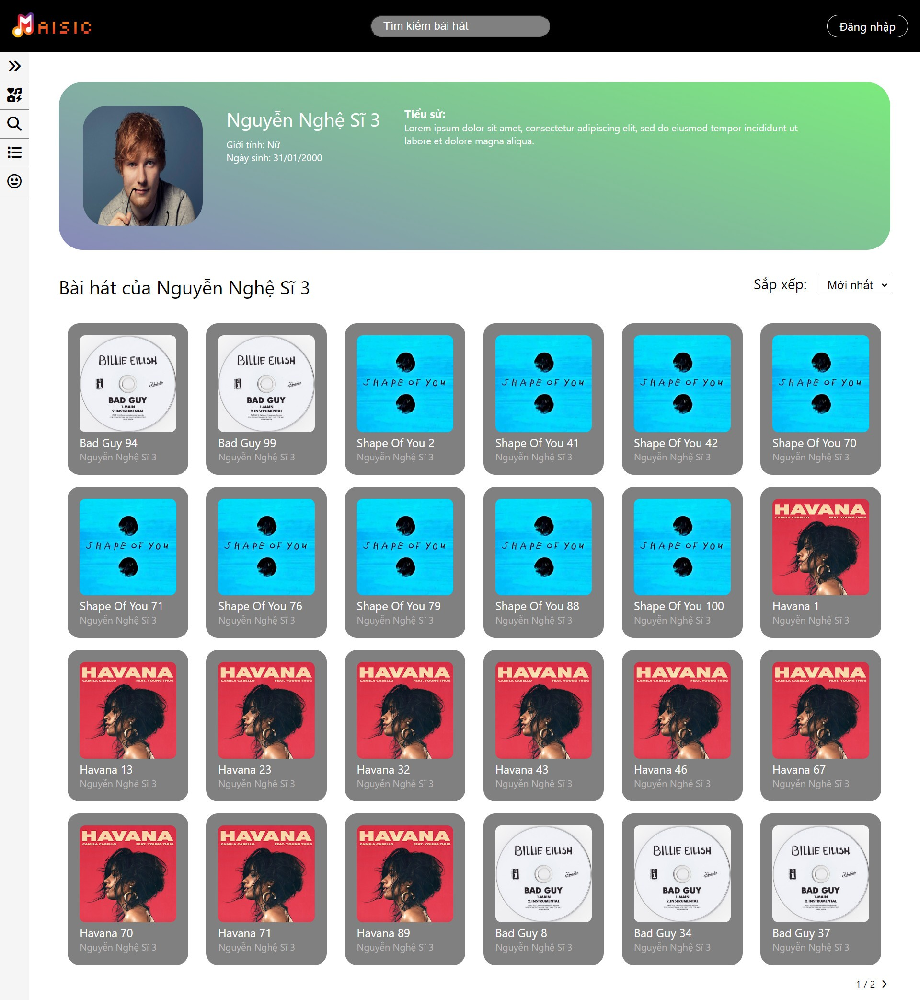 AISIC
Tìm kiếm bài hát
Đăng nhập
Nguyễn Nghệ Sĩ 3
Giới tính: Nữ
Ngày sinh: 31/01/2000
Tiểu sử:
Lorem ipsum dolor sit amet, consectetur adipiscing elit, sed do eiusmod tempor incididunt ut
labore et dolore magna aliqua.
Bài hát của Nguyễn Nghệ Sĩ 3
Sắp xếp:
Mới nhất
BILLIE EILISH
BAD GUY
1.MAIN
2.INSTRUMENTAL
Bad Guy 94
Nguyễn Nghệ Sĩ 3
BILLIE EILISH
BAD GUY
1.MAIN
2.INSTRUMENTAL
Bad Guy 99
Nguyễn Nghệ Sĩ 3
SHAPE OF YOU
Shape Of You 2
Nguyễn Nghệ Sĩ 3
SHAPE OF YOU
Shape Of You 41
Nguyễn Nghệ Sĩ 3
SHAPE OF YOU
Shape Of You 42
Nguyễn Nghệ Sĩ 3
SHAPE OF YOU
Shape Of You 70
Nguyễn Nghệ Sĩ 3
SHAPE OF YOU
Shape Of You 71
Nguyễn Nghệ Sĩ 3
SHAPE OF YOU
Shape Of You 76
Nguyễn Nghệ Sĩ 3
SHAPE OF YOU
Shape Of You 79
Nguyễn Nghệ Sĩ 3
SHAPE OF YOU
Shape Of You 88
Nguyễn Nghệ Sĩ 3
SHAPE OF YOU
Shape Of You 100
Nguyễn Nghệ Sĩ 3
HAVANA
CAMILA CABELLO FEAT. YOUNG THUG
Havana 1
Nguyễn Nghệ Sĩ 3
HAVANA
CAMILA CABELLO FEAT. YOUNG THUG
Havana 13
Nguyễn Nghệ Sĩ 3
HAVANA
CAMILA CABELLO FEAT. YOUNG THUG
Havana 23
Nguyễn Nghệ Sĩ 3
HAVANA
CAMILA CABELLO FEAT. YOUNG THUG
Havana 32
Nguyễn Nghệ Sĩ 3
HAVANA
CAMILA CABELLO FEAT. YOUNG THUG
Havana 43
Nguyễn Nghệ Sĩ 3
HAVANA
CAMILA CABELLO FEAT. YOUNG THUG
Havana 46
Nguyễn Nghệ Sĩ 3
HAVANA
CAMILA CABELLO FEAT. YOUNG THUG
Havana 67
Nguyễn Nghệ Sĩ 3
HAVANA
CAMILA CABELLO FEAT. YOUNG THUG
Havana 70
Nguyễn Nghệ Sĩ 3
HAVANA
CAMILA CABELLO FEAT. YOUNG THUG
Havana 71
Nguyễn Nghệ Sĩ 3
HAVANA
CAMILA CABELLO FEAT. YOUNG THUG
Havana 89
Nguyễn Nghệ Sĩ 3
BILLIE EILISH
BAD GUY
1.MAIN
2.INSTRUMENTAL
Bad Guy 8
Nguyễn Nghệ Sĩ 3
BILLIE EILISH
BAD GUY
1.MAIN
2.INSTRUMENTAL
Bad Guy 34
Nguyễn Nghệ Sĩ 3
BILLIE EILISH
BAD GUY
1.MAIN
2.INSTRUMENTAL
Bad Guy 37
Nguyễn Nghệ Sĩ 3
1 / 2